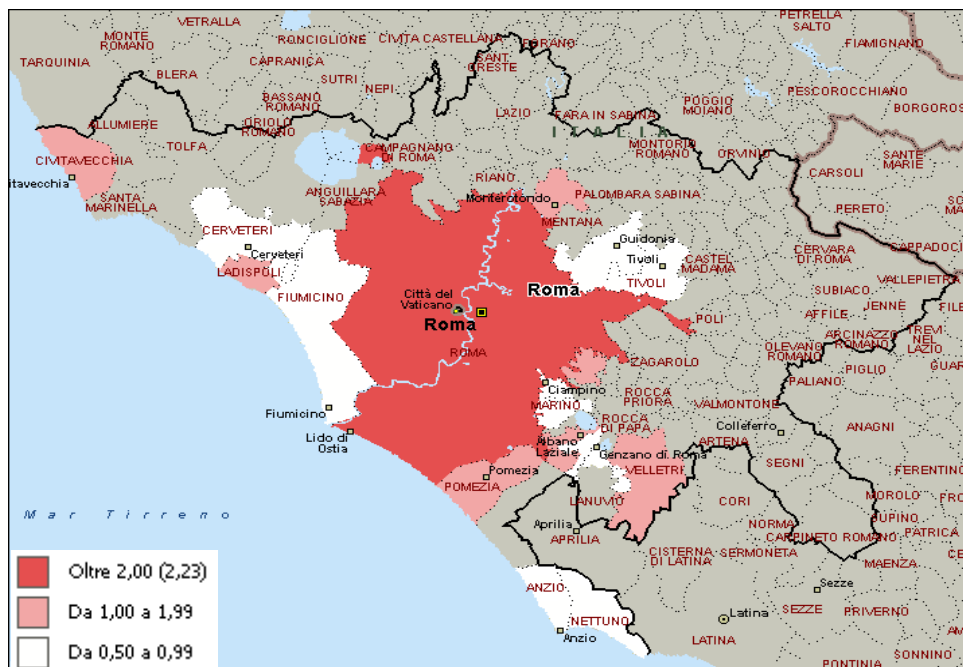 VETRALLA
PETRELLA
SALTO
MONTE
ROMANO
RONCIGLIONE
CIVITA CASTELLANA
FIAMIGNANO
TARQUINIA
BLERA
CAPRANICA
SANT
ORESTE
SUTRI
NEPI
PESCOROCCHIANO
BASSANO
ROMANO
POGGIO
MOIANO
BORGOROS
ALLUMIERE
ORIOLO
ROMANO
LAZIO
FARA IN SABINA
ITALIA
TOLFA
CAMPAGNANO
DI ROMA
MONTORIO
ROMANO
ORVINIO
SANTE
MARIE
CIVITAVECCHIA
itavecchia
RIANO
CARSOLI
SANTA
MARINELLA
ANGUILLARA
SABAZIA
Monterotondo
PALOMBARA SABINA
PERETO
MENTANA
CERVETERI
Cerveteri
Guidonia
Tivoli
CASTEL
MADAMA
CERVARA
DI ROMA
CAPPADOCI
LADISPOLI
FIUMICINO
TIVOLI
VALLEPIETRA
SUBIACO
Città del
Vaticano
Roma
Roma
ROMA
POLI
JENNE
AFFILE
FILE
ARCINAZZO
ROMANO
TREVI
NEL
LAZIO
OLEVANO
ROMANO
ZAGAROLO
PIGLIO
GUAR
Ciampino
ROCCA
PRIORA
PALIANO
Fiumicino
MARINO
VALMONTONE
ROCCA
DI PAPA
Colleferro
ANAGNI
Lido di
Ostia
Albano
Laziale
Genzano di Roma
ARTENA
SEGNI
Pomezia
POMEZIA
VELLETRI
FERENTINO
LANUVIO
CORI
MOROLO
FRO
Mar Tirreno
Aprilia
APRILIA
NORMA
SUPINO
CARPINETO ROMANO
PATRICA
CISTERNA
DI LATINA
SERMONETA
MAENZA
Oltre 2,00 (2,23)
ANZIO
Sezze
SEZZE
PRIVERNO
Da 1,00 a 1,99
NETTUNO
Anzio
Latina
LATINA
Da 0,50 a 0,99
SONNINO
PONTINIA